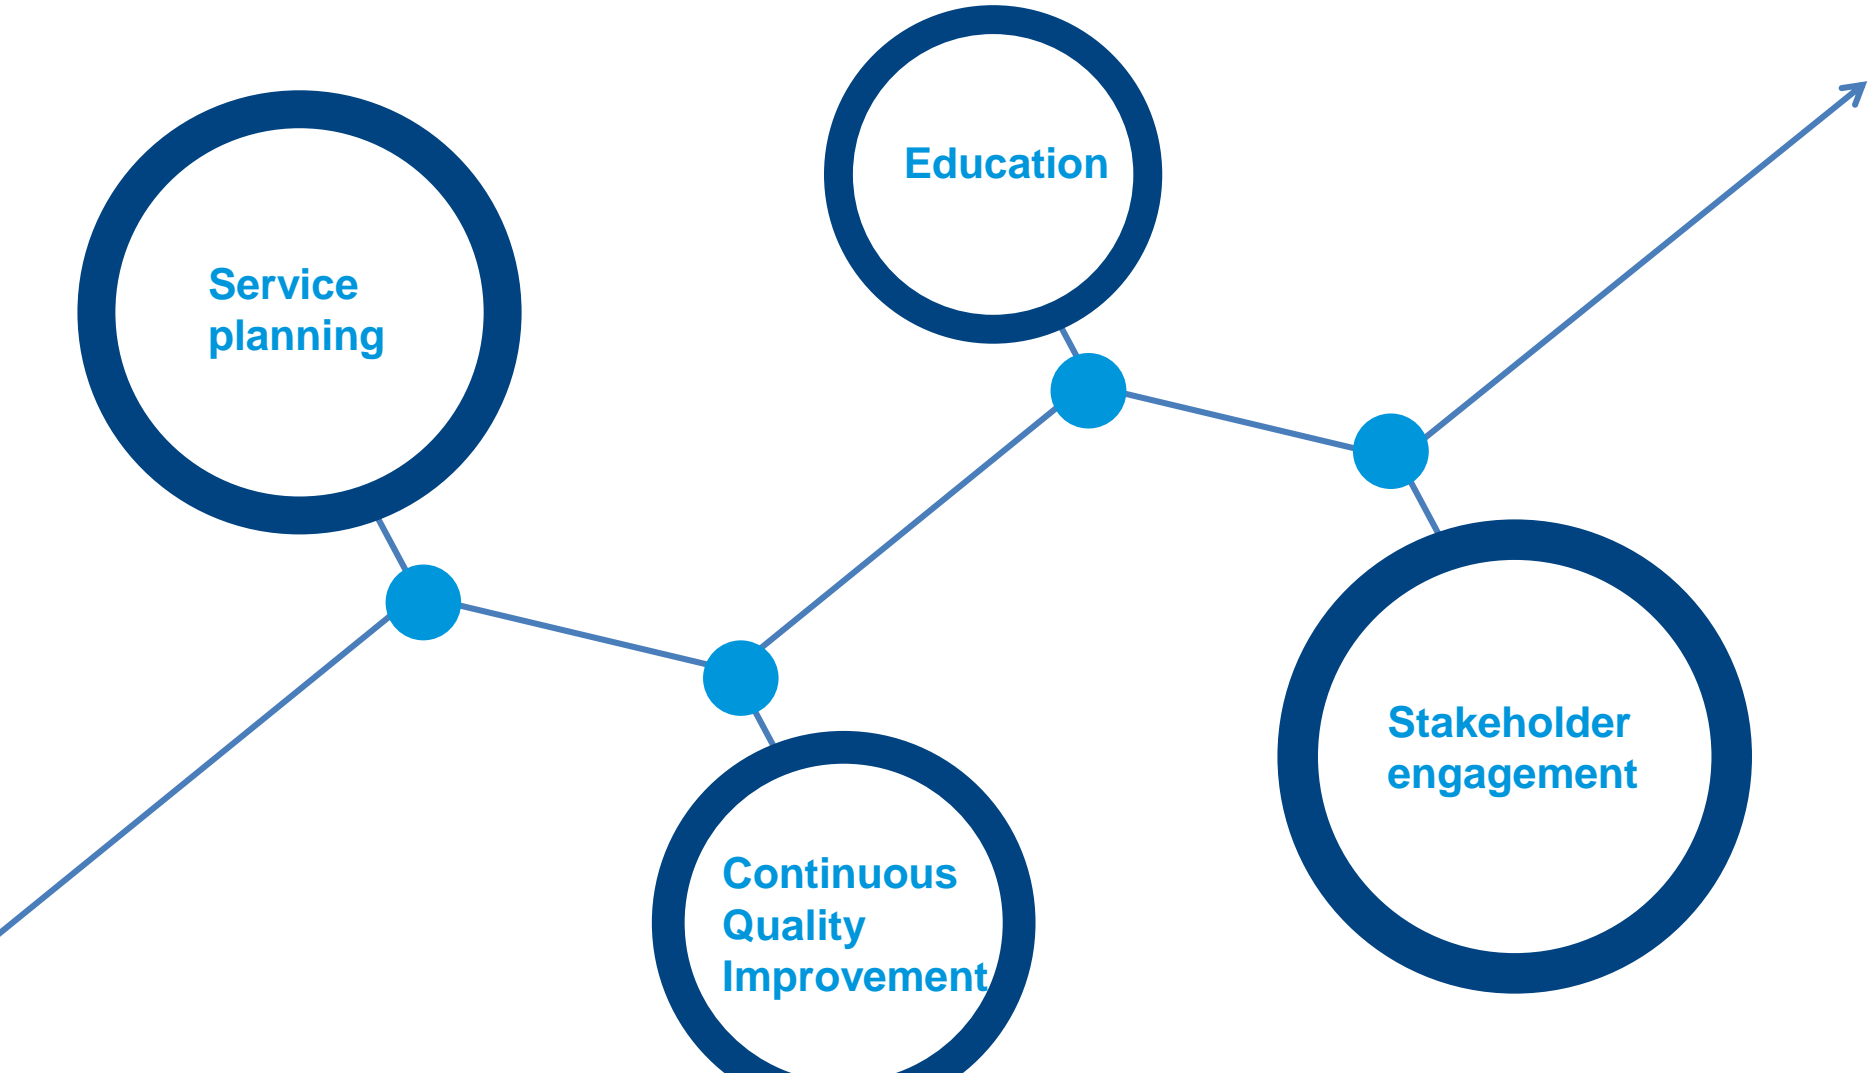 Service
planning
Continuous
Quality
Improvement
Education
Stakeholder
engagement